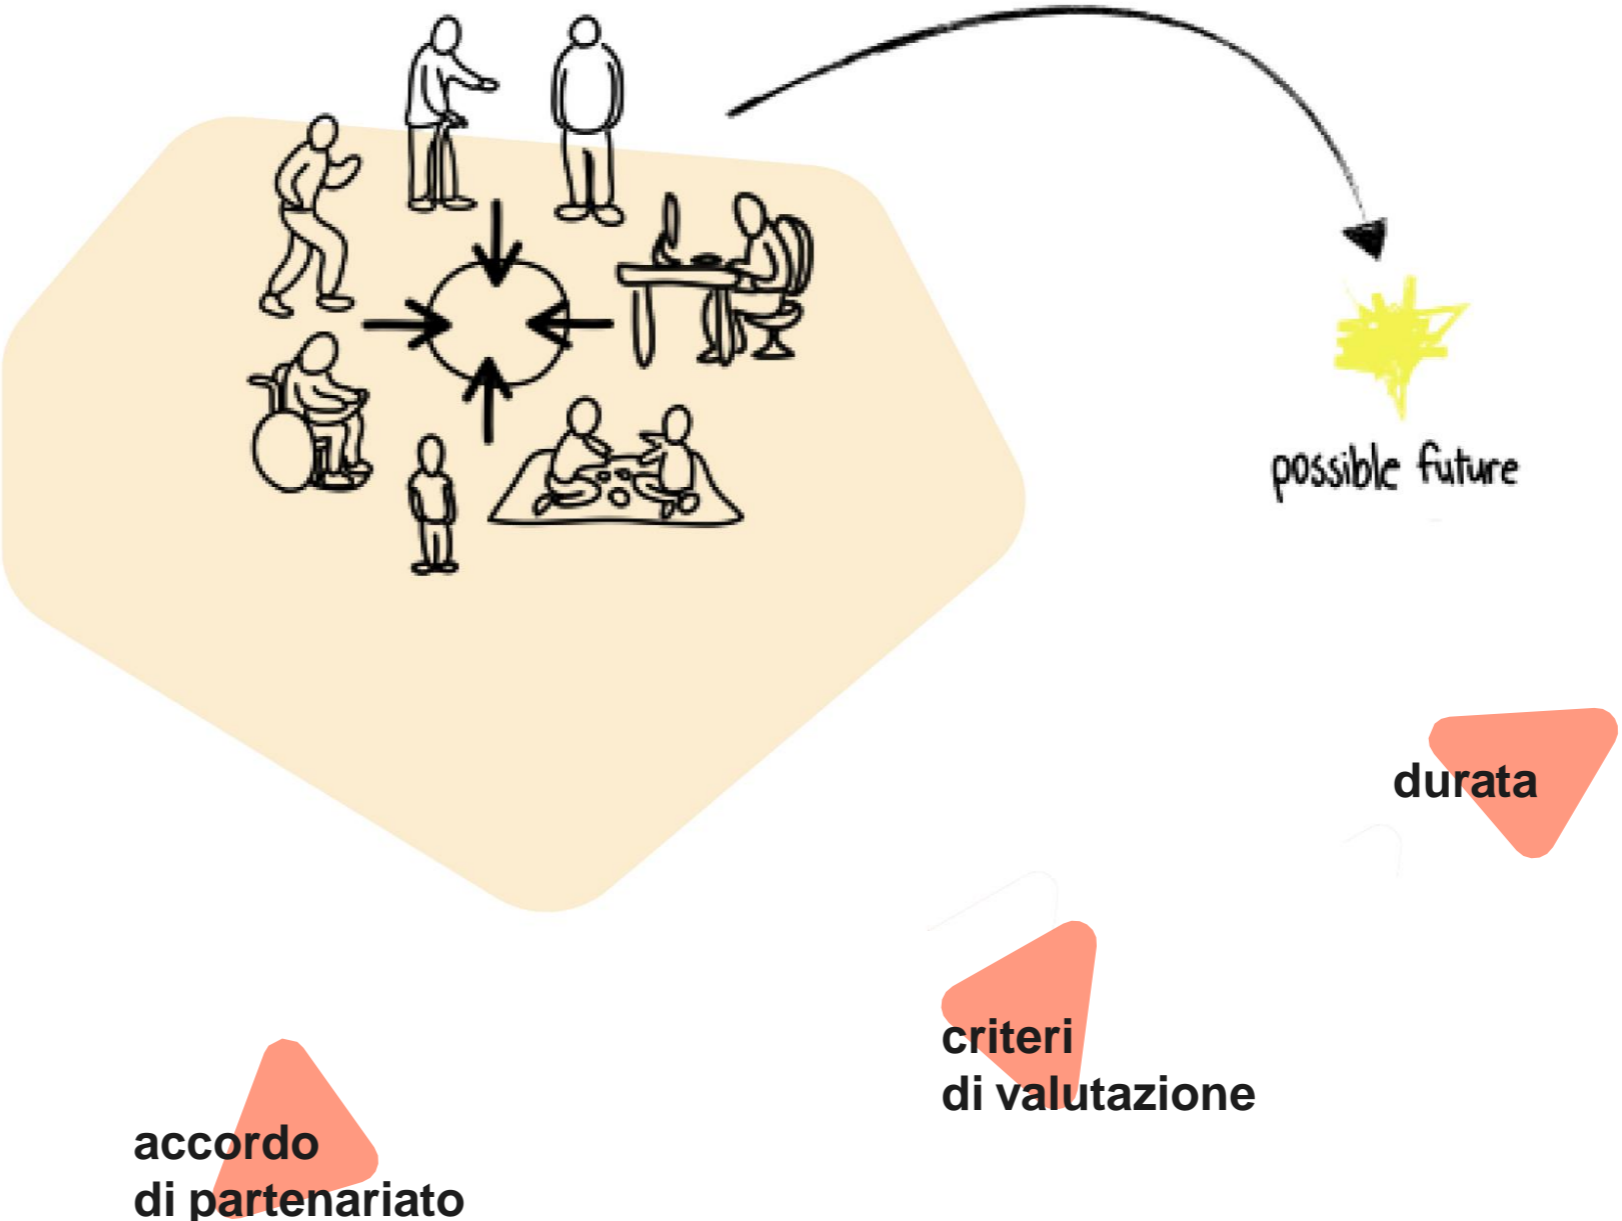 possible future
durata
criteri
di valutazione
accordo
di partenariato